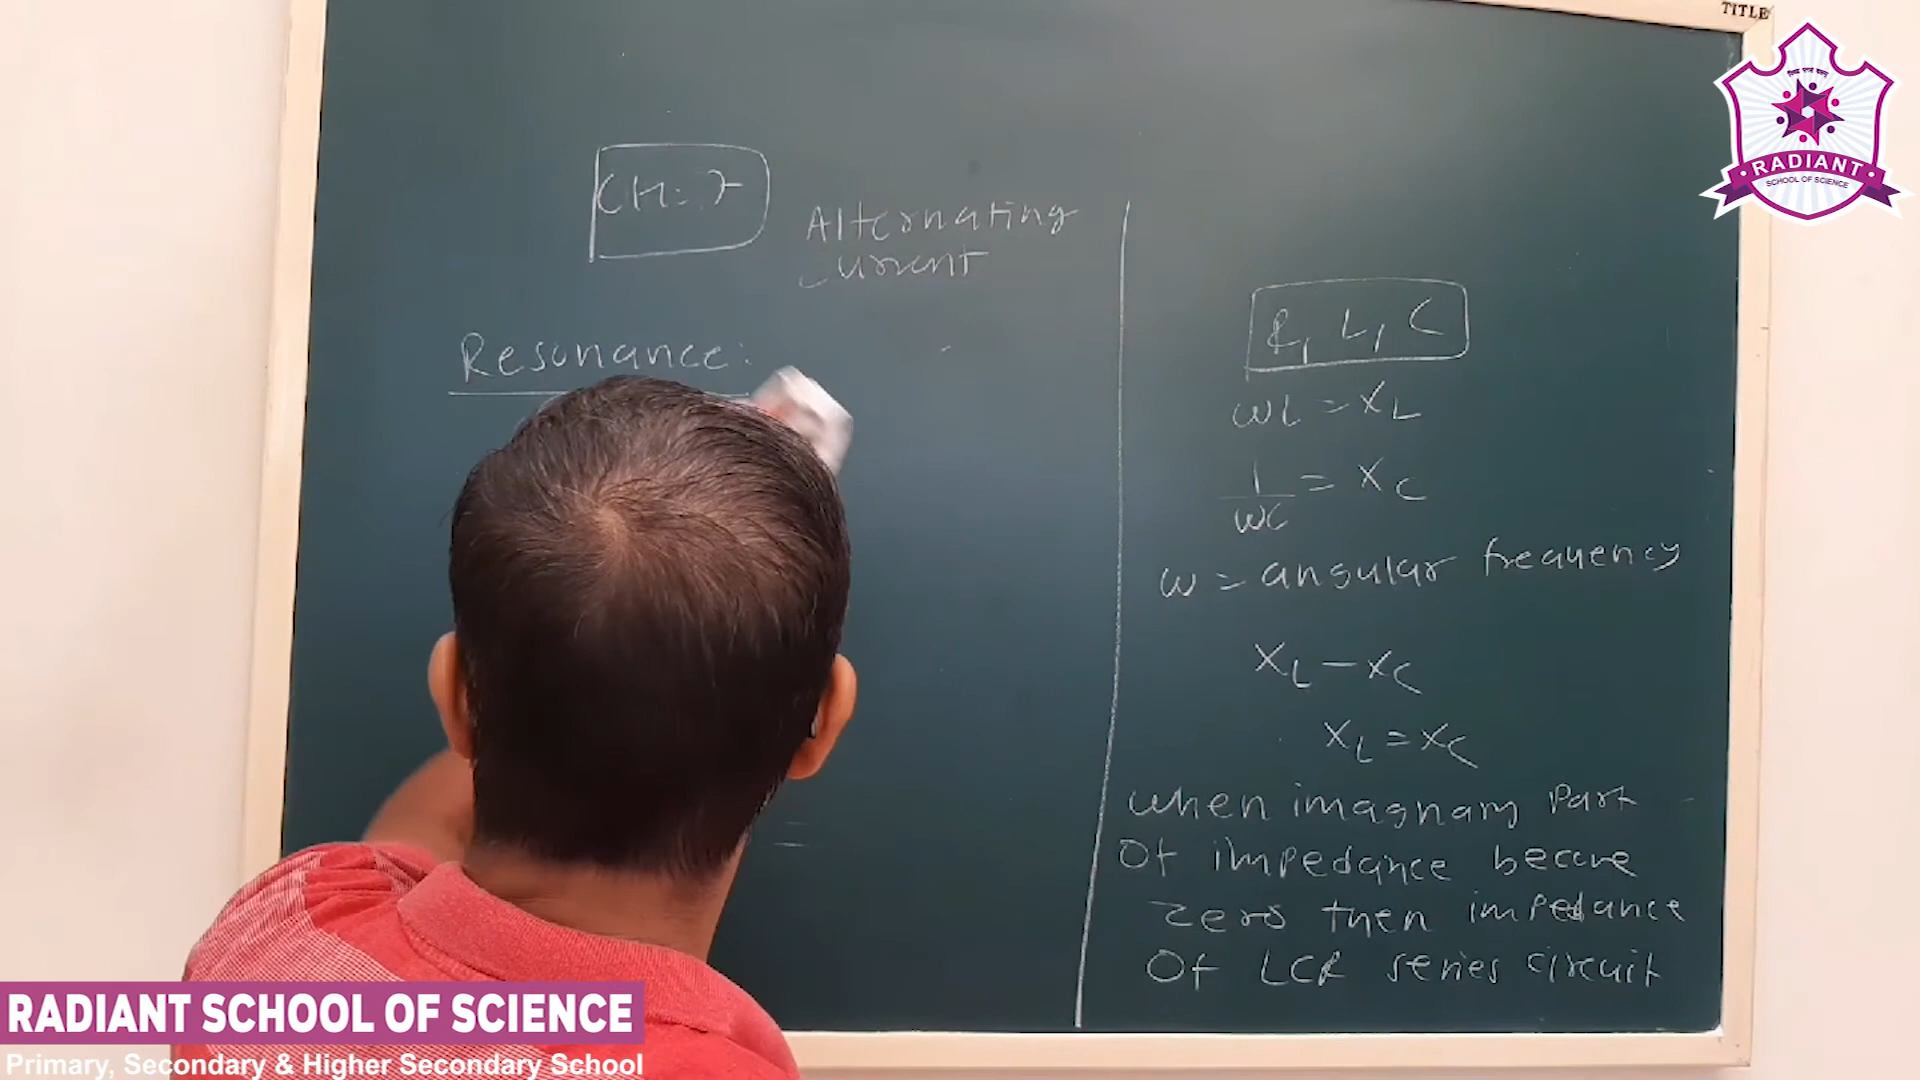 TITLE
CH: 7
Alternating
current
Resonance:
R, L, C
ωL = XL
1/ωC = XC
ω = angular frequency
XL - XC
XL = XC
when imagnary Part
Of impedance become
zero then impedance
Of LCR series circuit
=
RADIANT
SCHOOL OF SCIENCE
RADIANT SCHOOL OF SCIENCE
Primary, Secondary & Higher Secondary School